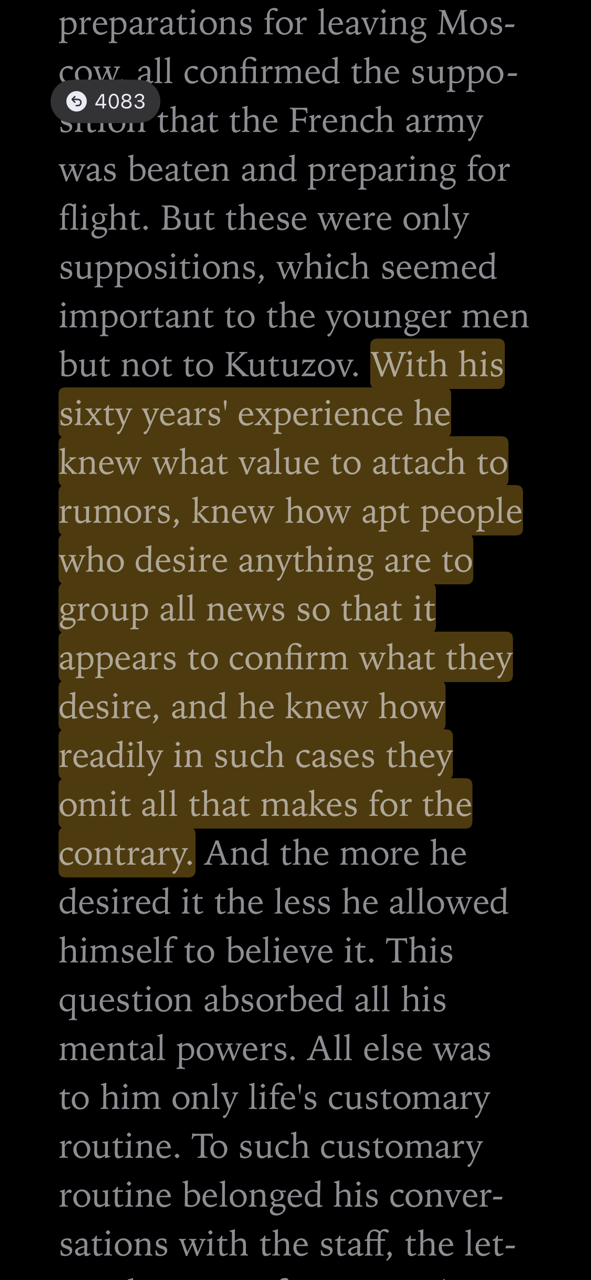 preparations for leaving Mos-
cow, all confirmed the suppo-
4083
sition that the French army
was beaten and preparing for
flight. But these were only
suppositions, which seemed
important to the younger men
but not to Kutuzov. With his
sixty years' experience he
knew what value to attach to
rumors, knew how apt people
who desire anything are to
group all news so that it
appears to confirm what they
desire, and he knew how
readily in such cases they
omit all that makes for the
contrary. And the more he
desired it the less he allowed
himself to believe it. This
question absorbed all his
mental powers. All else was
to him only life's customary
routine. To such customary
routine belonged his conver-
sations with the staff, the let-